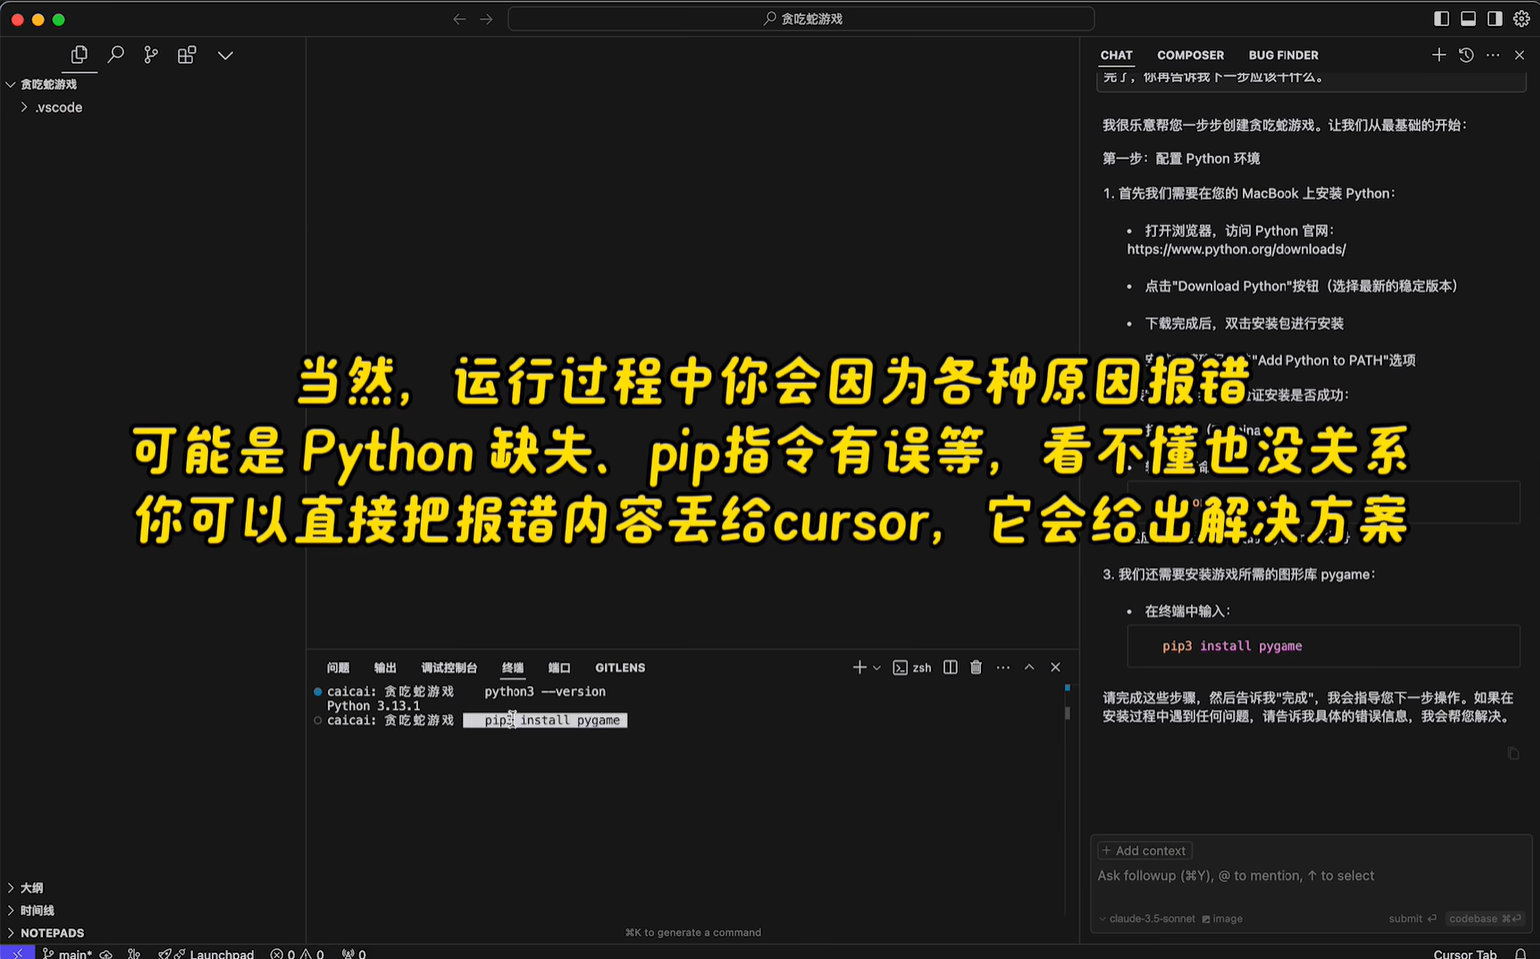 贪吃蛇游戏
贪吃蛇游戏
.vscode
大纲
时间线
NOTEPADS
当然，运行过程中你会因为各种原因报错
可能是 Python 缺失、pip指令有误等，看不懂也没关系
你可以直接把报错内容丢给cursor，它会给出解决方案
问题 输出 调试控制台 终端 端口 GITLENS
zsh
caicai: 贪吃蛇游戏 python3 --version
Python 3.13.1
caicai: 贪吃蛇游戏 pip3 install pygame
⌘K to generate a command
CHAT COMPOSER BUG FINDER
完了，你再告诉我下一步应该干什么。
我很乐意帮您一步步创建贪吃蛇游戏。让我们从最基础的开始：
第一步：配置 Python 环境
1. 首先我们需要在您的 MacBook 上安装 Python：
• 打开浏览器，访问 Python 官网：
https://www.python.org/downloads/
• 点击"Download Python"按钮（选择最新的稳定版本）
• 下载完成后，双击安装包进行安装
"Add Python to PATH"选项
证安装是否成功：
3. 我们还需要安装游戏所需的图形库 pygame：
• 在终端中输入：
pip3 install pygame
请完成这些步骤，然后告诉我"完成"，我会指导您下一步操作。如果在
安装过程中遇到任何问题，请告诉我具体的错误信息，我会帮您解决。
+ Add context
Ask followup (⌘Y), @ to mention, ↑ to select
claude-3.5-sonnet image submit ⏎ codebase ⌘⏎
main* Launchpad 0 0 0
Cursor Tab